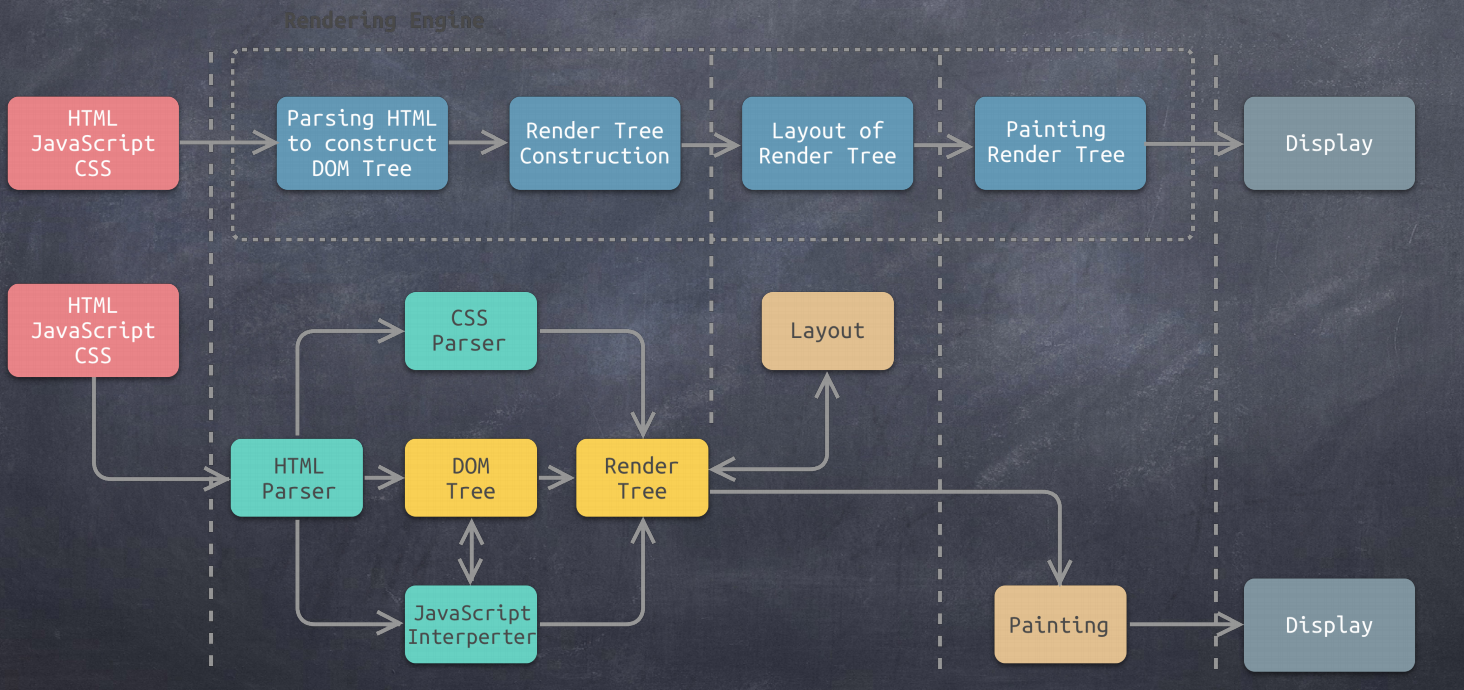 Rendering Engine
HTML
JavaScript
CSS
Parsing HTML
to construct
DOM Tree
Render Tree
Construction
Layout of
Render Tree
Painting
Render Tree
Display
HTML
JavaScript
CSS
CSS
Parser
Layout
HTML
Parser
DOM
Tree
Render
Tree
JavaScript
Interperter
Painting
Display